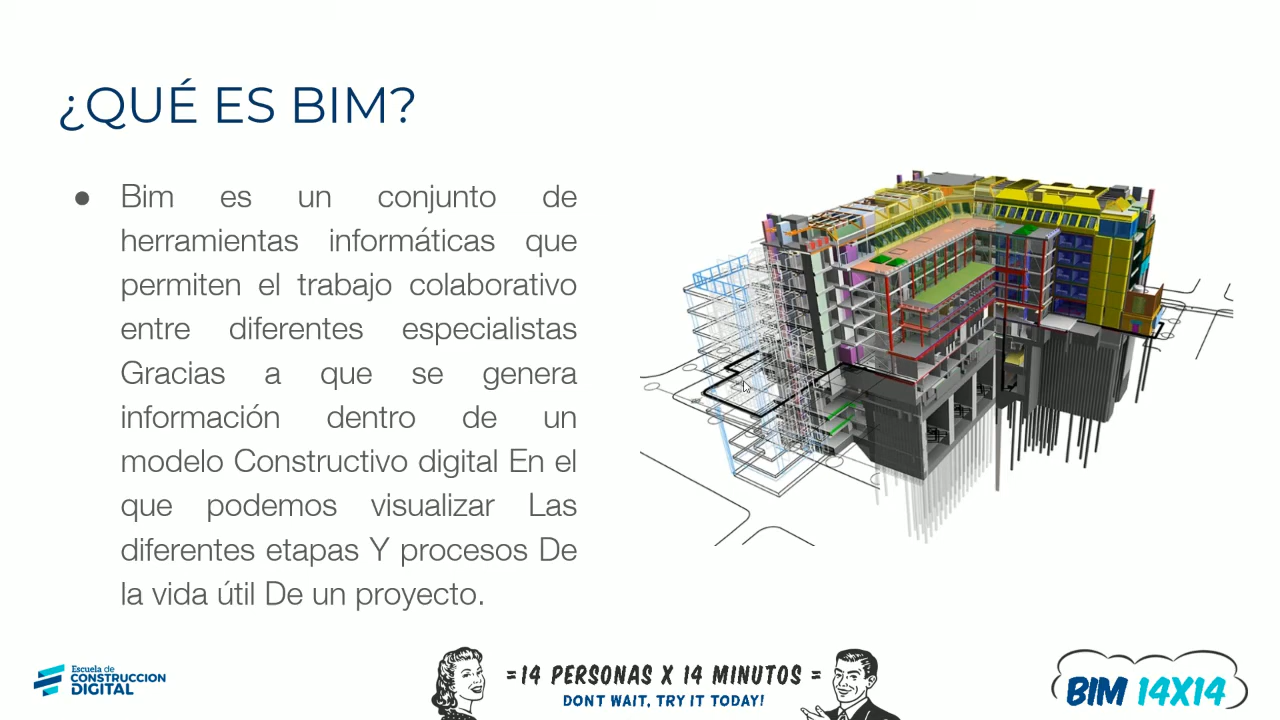 ¿QUÉ ES BIM?
● Bim es un conjunto de
herramientas informáticas que
permiten el trabajo colaborativo
entre diferentes especialistas
Gracias a que se genera
información dentro de un
modelo Constructivo digital En el
que podemos visualizar Las
diferentes etapas Y procesos De
la vida útil De un proyecto.
Escuela de
CONSTRUCCION
DIGITAL
=14 PERSONAS X 14 MINUTOS =
DONT WAIT, TRY IT TODAY!
BIM 14X14